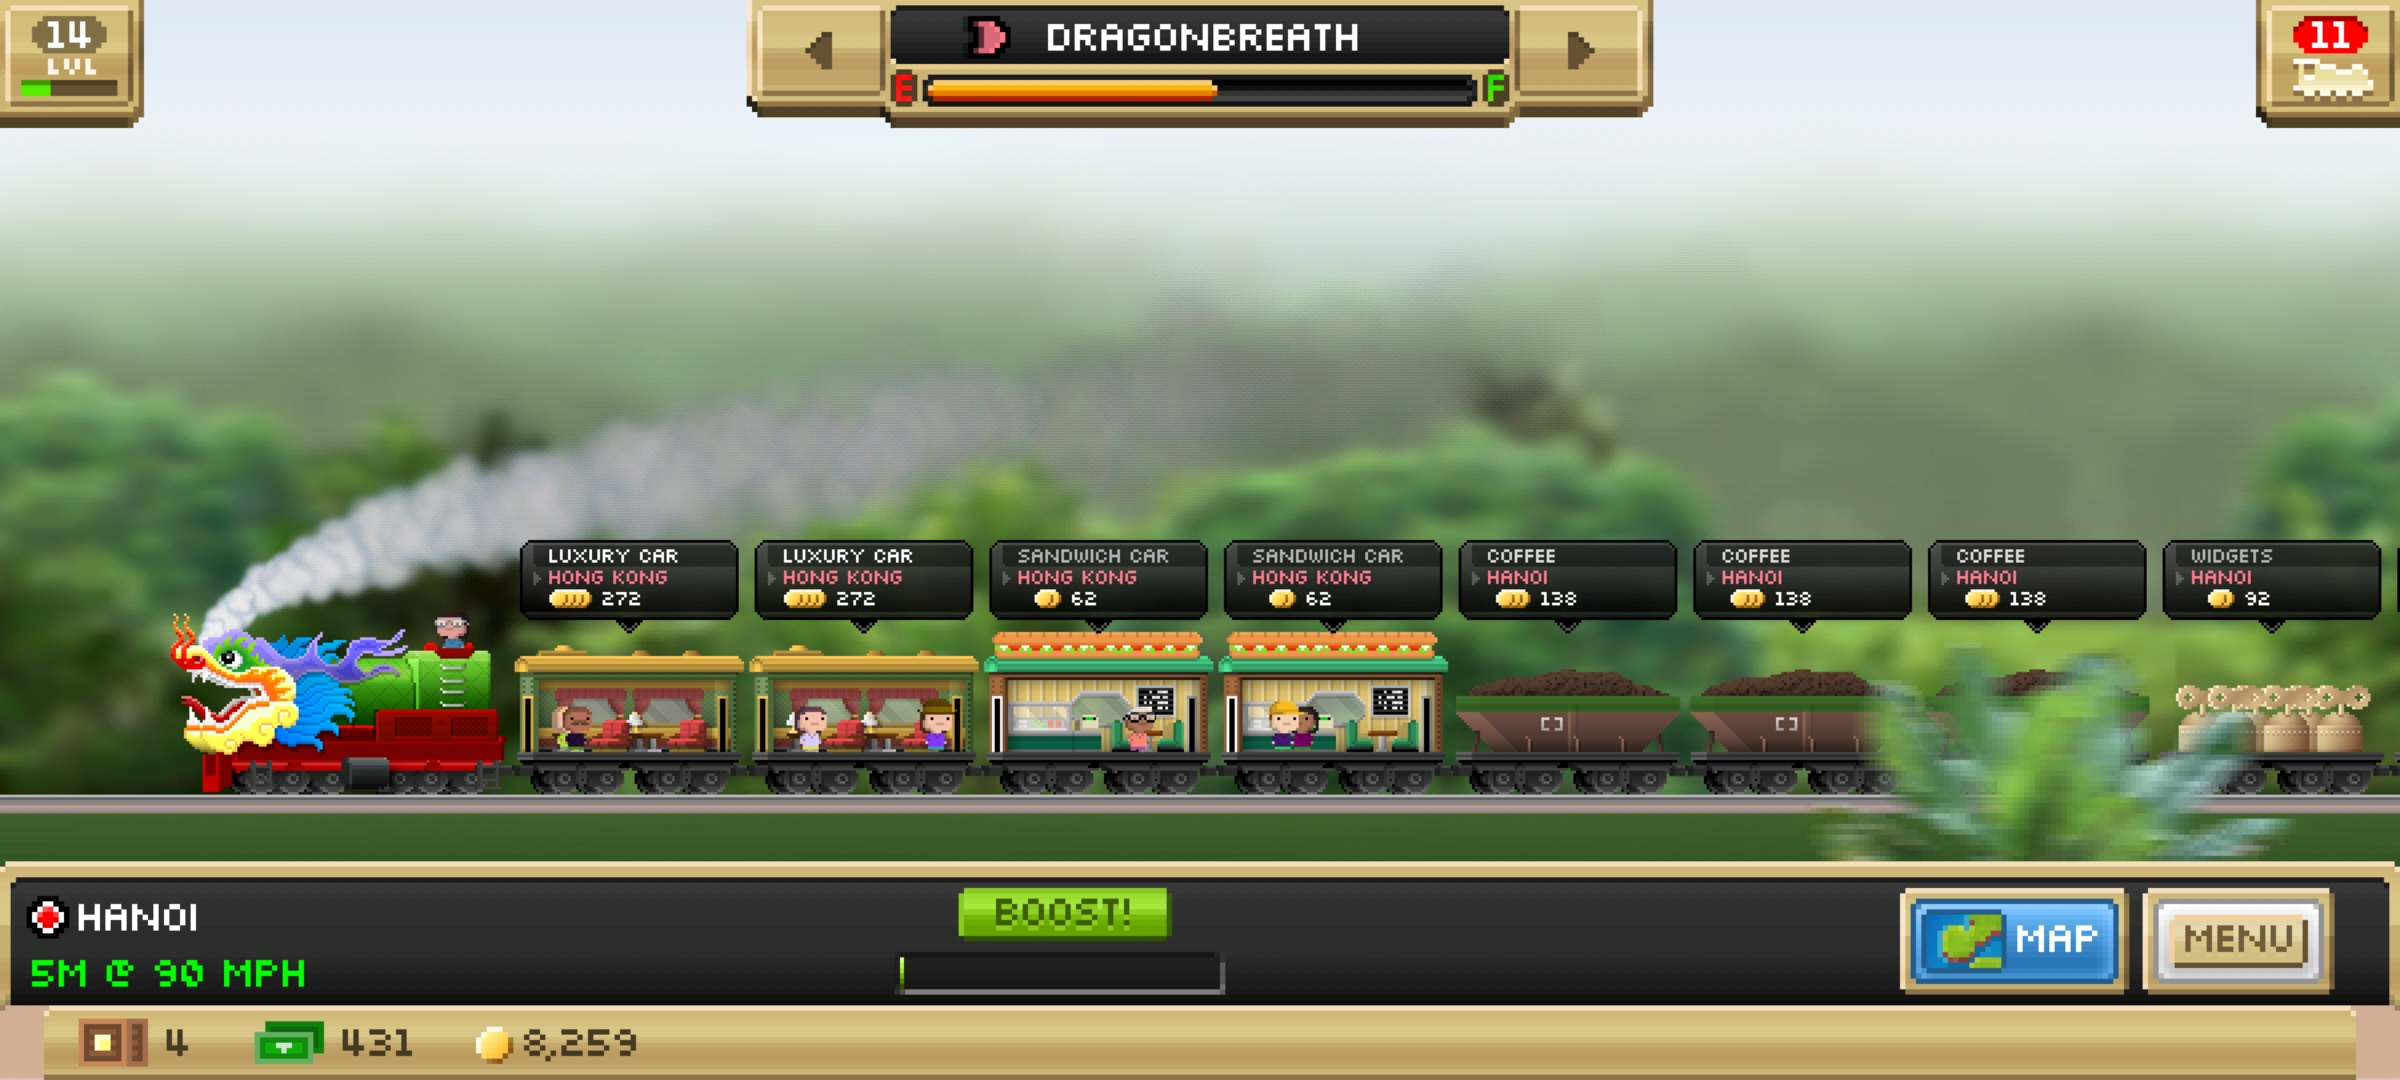 14
LVL
DRAGONBREATH
E
F
11
LUXURY CAR
HONG KONG
272
LUXURY CAR
HONG KONG
272
SANDWICH CAR
HONG KONG
62
SANDWICH CAR
HONG KONG
62
COFFEE
HANOI
138
COFFEE
HANOI
138
COFFEE
HANOI
138
WIDGETS
HANOI
92
HANOI
5M @ 90 MPH
BOOST!
MAP
MENU
4
431
8,259